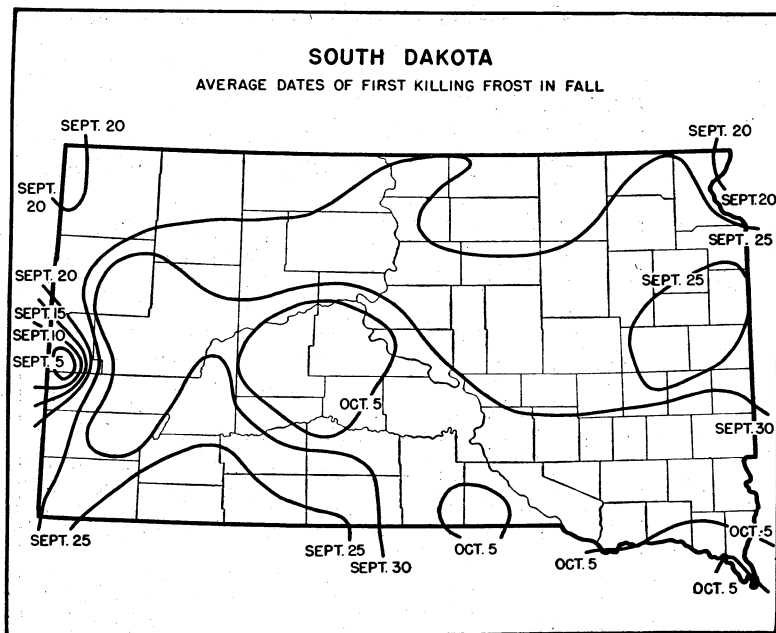 SOUTH DAKOTA
AVERAGE DATES OF FIRST KILLING FROST IN FALL
SEPT. 20
SEPT. 20
SEPT.
20
SEPT. 20
SEPT. 25
SEPT. 20
SEPT. 25
SEPT. 15
SEPT. 10
SEPT. 5
OCT. 5
SEPT. 30
SEPT. 25
SEPT. 25
SEPT. 30
OCT. 5
OCT. 5
OCT. 5
OCT. 5